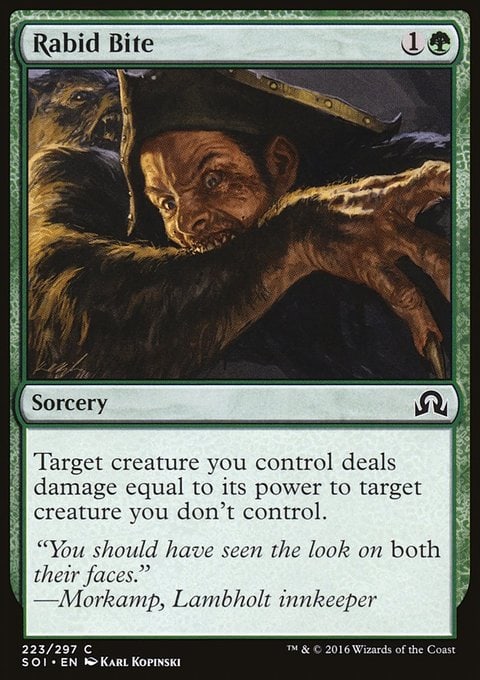 Rabid Bite 1
Sorcery
Target creature you control deals
damage equal to its power to target
creature you don't control.
"You should have seen the look on both
their faces."
—Morkamp, Lambholt innkeeper
223/297 C
SOI • EN Karl Kopinski
™ & © 2016 Wizards of the Coast